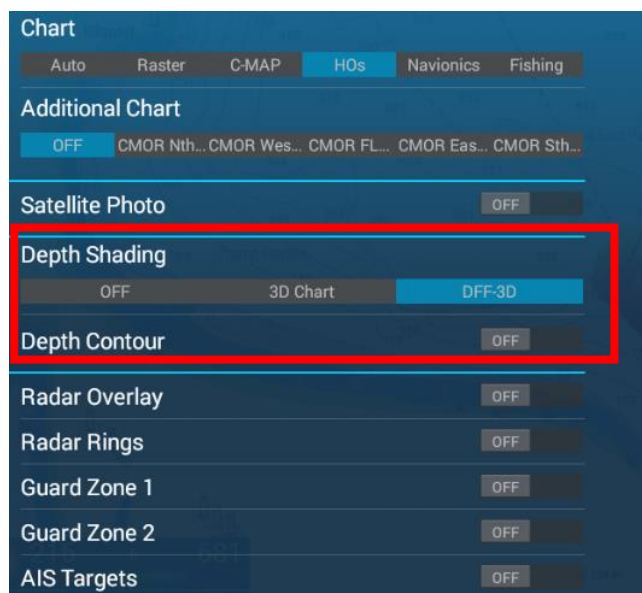 Chart
Auto Raster C-MAP HOs Navionics Fishing
Additional Chart
OFF CMOR Nth... CMOR Wes... CMOR FL... CMOR Eas... CMOR Sth...
Satellite Photo OFF
Depth Shading
OFF 3D Chart DFF-3D
Depth Contour OFF
Radar Overlay OFF
Radar Rings OFF
Guard Zone 1 OFF
Guard Zone 2 OFF
AIS Targets OFF